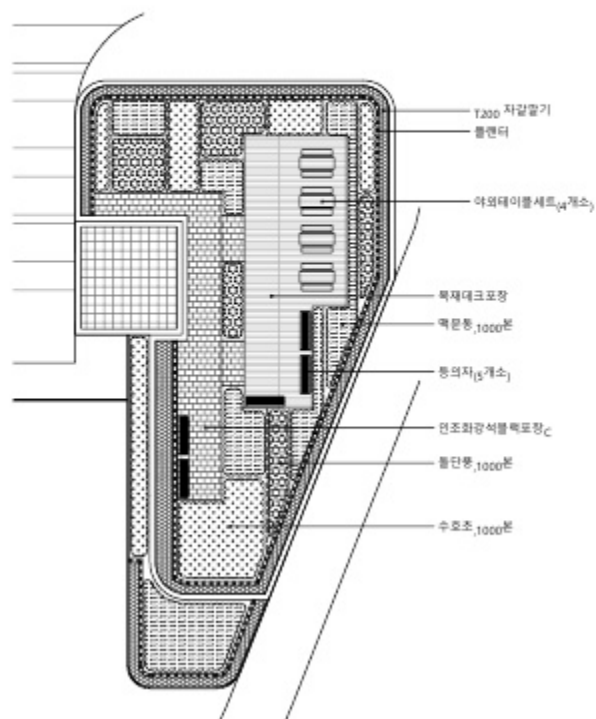 T200 자갈깔기
플랜터
야외테이블세트(4개소)
목재데크포장
맥문동,1000본
등의자(5개소)
인조화강석블럭포장C
돌단풍,1000본
수호초,1000본